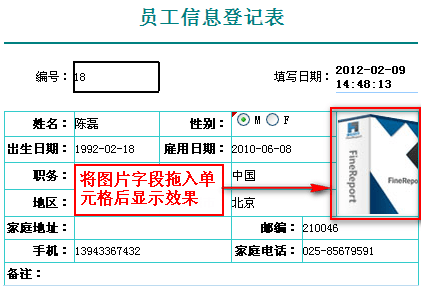 员工信息登记表
编号: 18 填写日期: 2012-02-09
14:48:13
姓名: 陈磊 性别: M F
出生日期: 1992-02-18 雇用日期: 2010-06-08
职务: 中国
将图片字段拖入单
元格后显示效果
地区: 北京
家庭地址: 邮编: 210046
手机: 13943367432 家庭电话: 025-85679591
备注:
FineReport
FineRepor